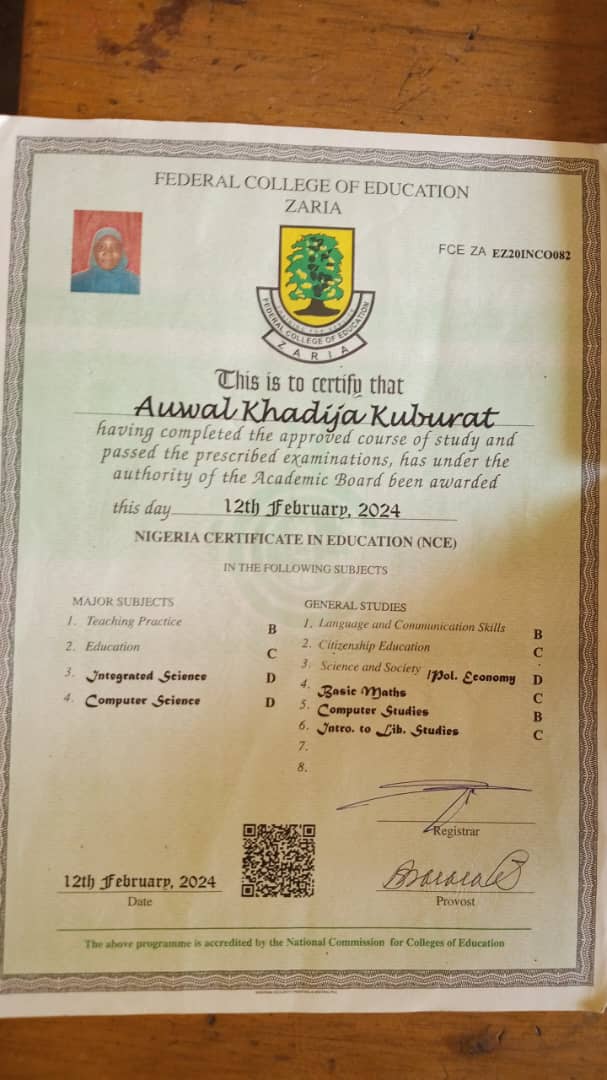 FEDERAL COLLEGE OF EDUCATION
ZARIA
FCE ZA EZ20INCO082
FEDERAL COLLEGE OF EDUCATION
ZARIA
This is to certify that
Auwal Khadija Kuburat
having completed the approved course of study and
passed the prescribed examinations, has under the
authority of the Academic Board been awarded
this day 12th February, 2024
NIGERIA CERTIFICATE IN EDUCATION (NCE)
IN THE FOLLOWING SUBJECTS
MAJOR SUBJECTS
1. Teaching Practice B
2. Education C
3. Integrated Science D
4. Computer Science D
GENERAL STUDIES
1. Language and Communication Skills B
2. Citizenship Education C
3. Science and Society /Pol. Economy D
4. Basic Maths C
5. Computer Studies B
6. Intro. to Lib. Studies C
7.
8.
Registrar
12th February, 2024
Date
Provost
The above programme is accredited by the National Commission for Colleges of Education